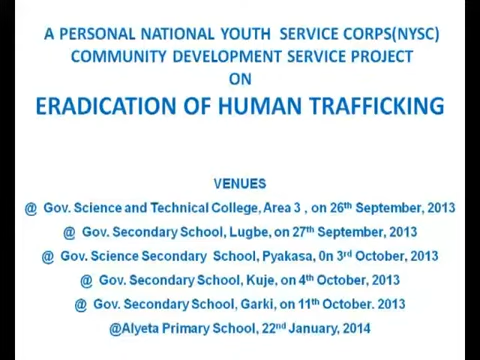 A PERSONAL NATIONAL YOUTH SERVICE CORPS(NYSC)
COMMUNITY DEVELOPMENT SERVICE PROJECT
ON
ERADICATION OF HUMAN TRAFFICKING
VENUES
@ Gov. Science and Technical College, Area 3 , on 26th September, 2013
@ Gov. Secondary School, Lugbe, on 27th September, 2013
@ Gov. Science Secondary School, Pyakasa, 0n 3rd October, 2013
@ Gov. Secondary School, Kuje, on 4th October, 2013
@ Gov. Secondary School, Garki, on 11th October. 2013
@Alyeta Primary School, 22nd January, 2014